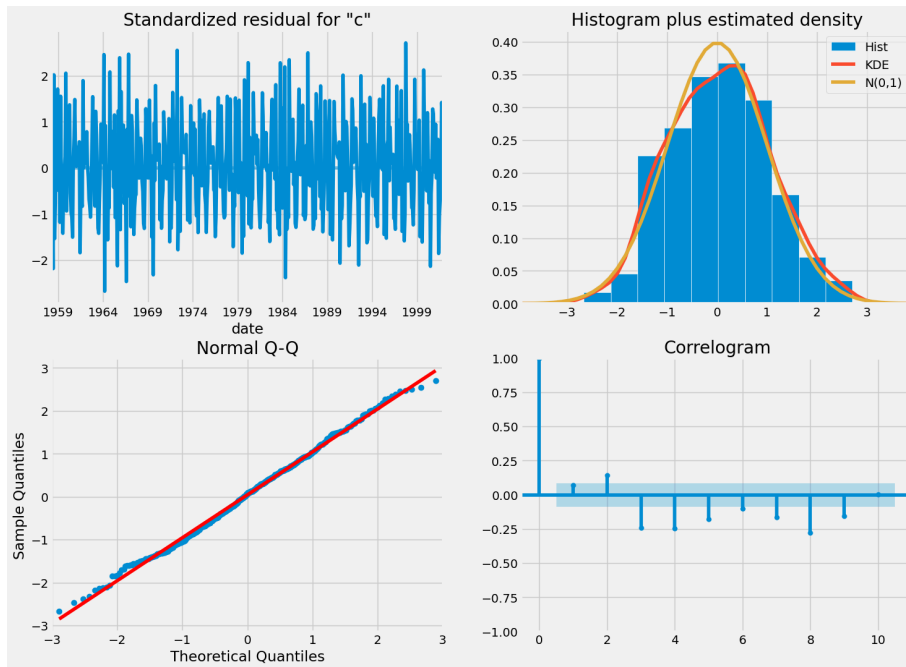 Standardized residual for "c"
2
1
0
−1
−2
1959 1964 1969 1974 1979 1984 1989 1994 1999
date
Histogram plus estimated density
0.40
0.35
0.30
0.25
0.20
0.15
0.10
0.05
0.00
Hist
KDE
N(0,1)
−3 −2 −1 0 1 2 3
Normal Q-Q
Sample Quantiles
3
2
1
0
−1
−2
−3
−3 −2 −1 0 1 2 3
Theoretical Quantiles
Correlogram
1.00
0.75
0.50
0.25
0.00
−0.25
−0.50
−0.75
−1.00
0 2 4 6 8 10